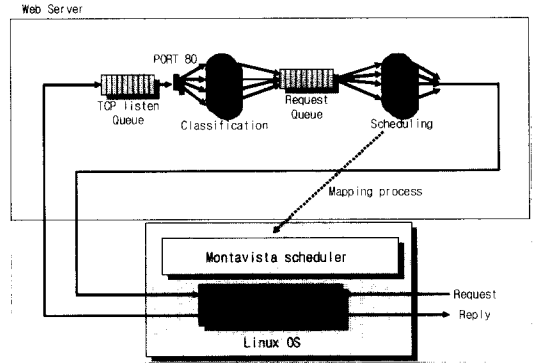 Web Server
PORT 80
TCP listen
Queue
Classification
Request
Queue
Scheduling
Mapping process
Montavista scheduler
Request
Reply
Linux OS